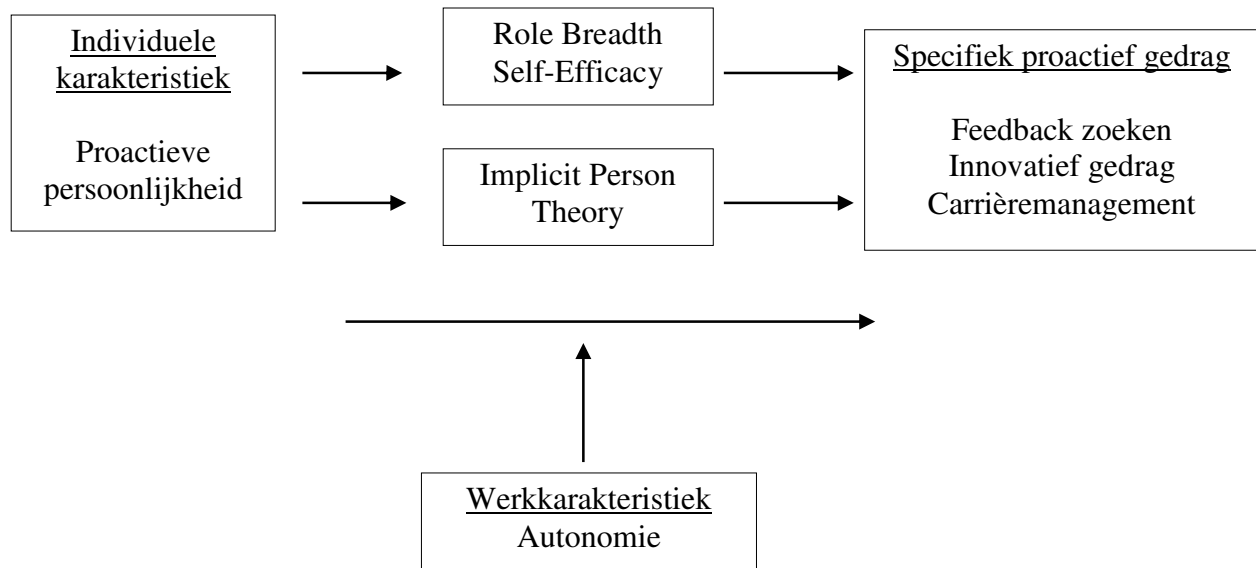 Individuele
karakteristiek
Proactieve
persoonlijkheid
Role Breadth
Self-Efficacy
Implicit Person
Theory
Specifiek proactief gedrag
Feedback zoeken
Innovatief gedrag
Carrièremanagement
Werkkarakteristiek
Autonomie